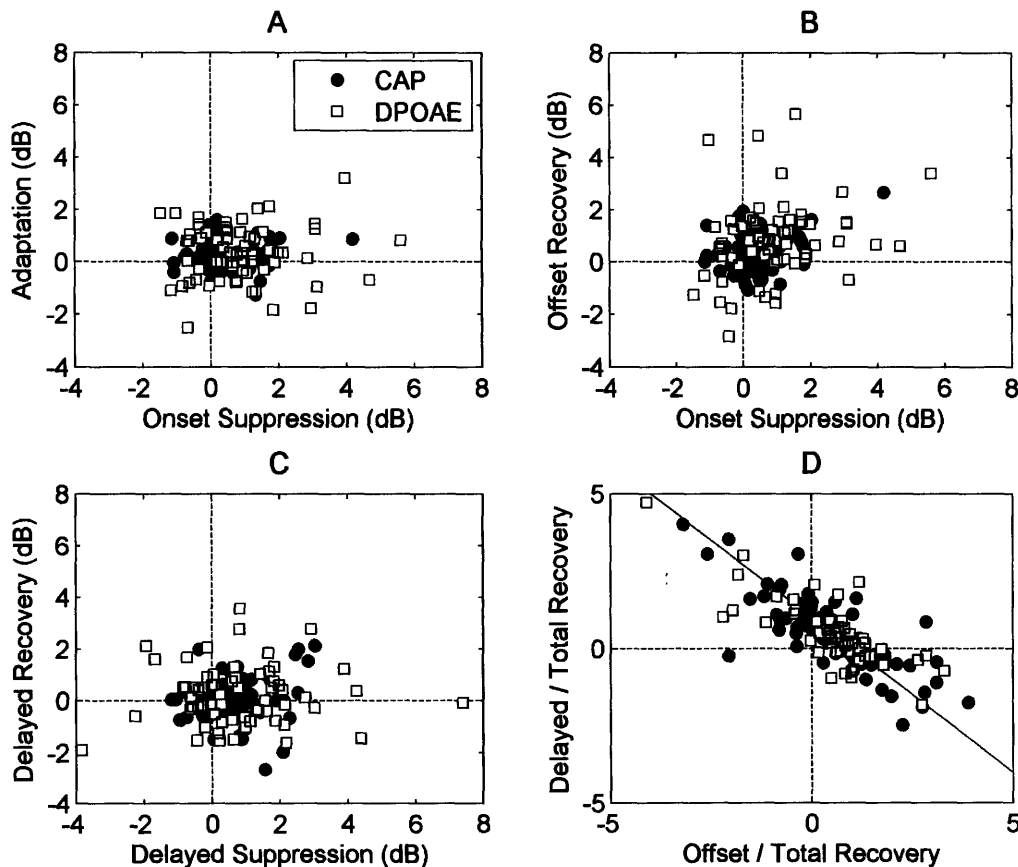 A
8
6
4
2
0
-2
-4
Adaptation (dB)
CAP
DPOAE
-4 -2 0 2 4 6 8
Onset Suppression (dB)
B
8
6
4
2
0
-2
-4
Offset Recovery (dB)
-4 -2 0 2 4 6 8
Onset Suppression (dB)
C
8
6
4
2
0
-2
-4
Delayed Recovery (dB)
-4 -2 0 2 4 6 8
Delayed Suppression (dB)
D
5
0
-5
Delayed / Total Recovery
-5 0 5
Offset / Total Recovery